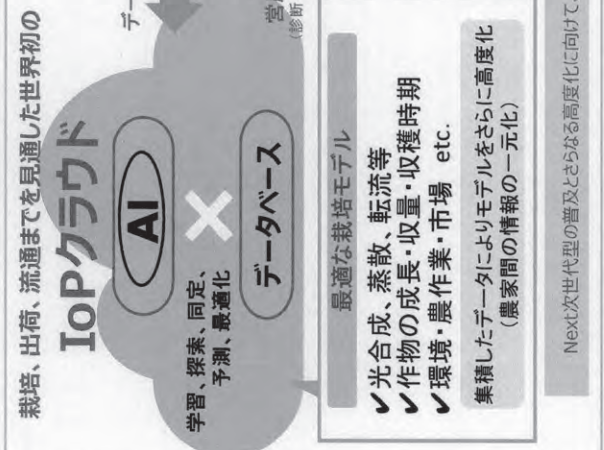 栽培、出荷、流通までを見通した世界初の
IoPクラウド
AI
×
データベース
学習、探索、同定、
予測、最適化
デー
営
(診断
最適な栽培モデル
✓光合成、蒸散、転流等
✓作物の成長・収量・収穫時期
✓環境・農作業・市場 etc.
集積したデータによりモデルをさらに高度化
(農家間の情報の一元化)
Next次世代型の普及とさらなる高度化に向けて、